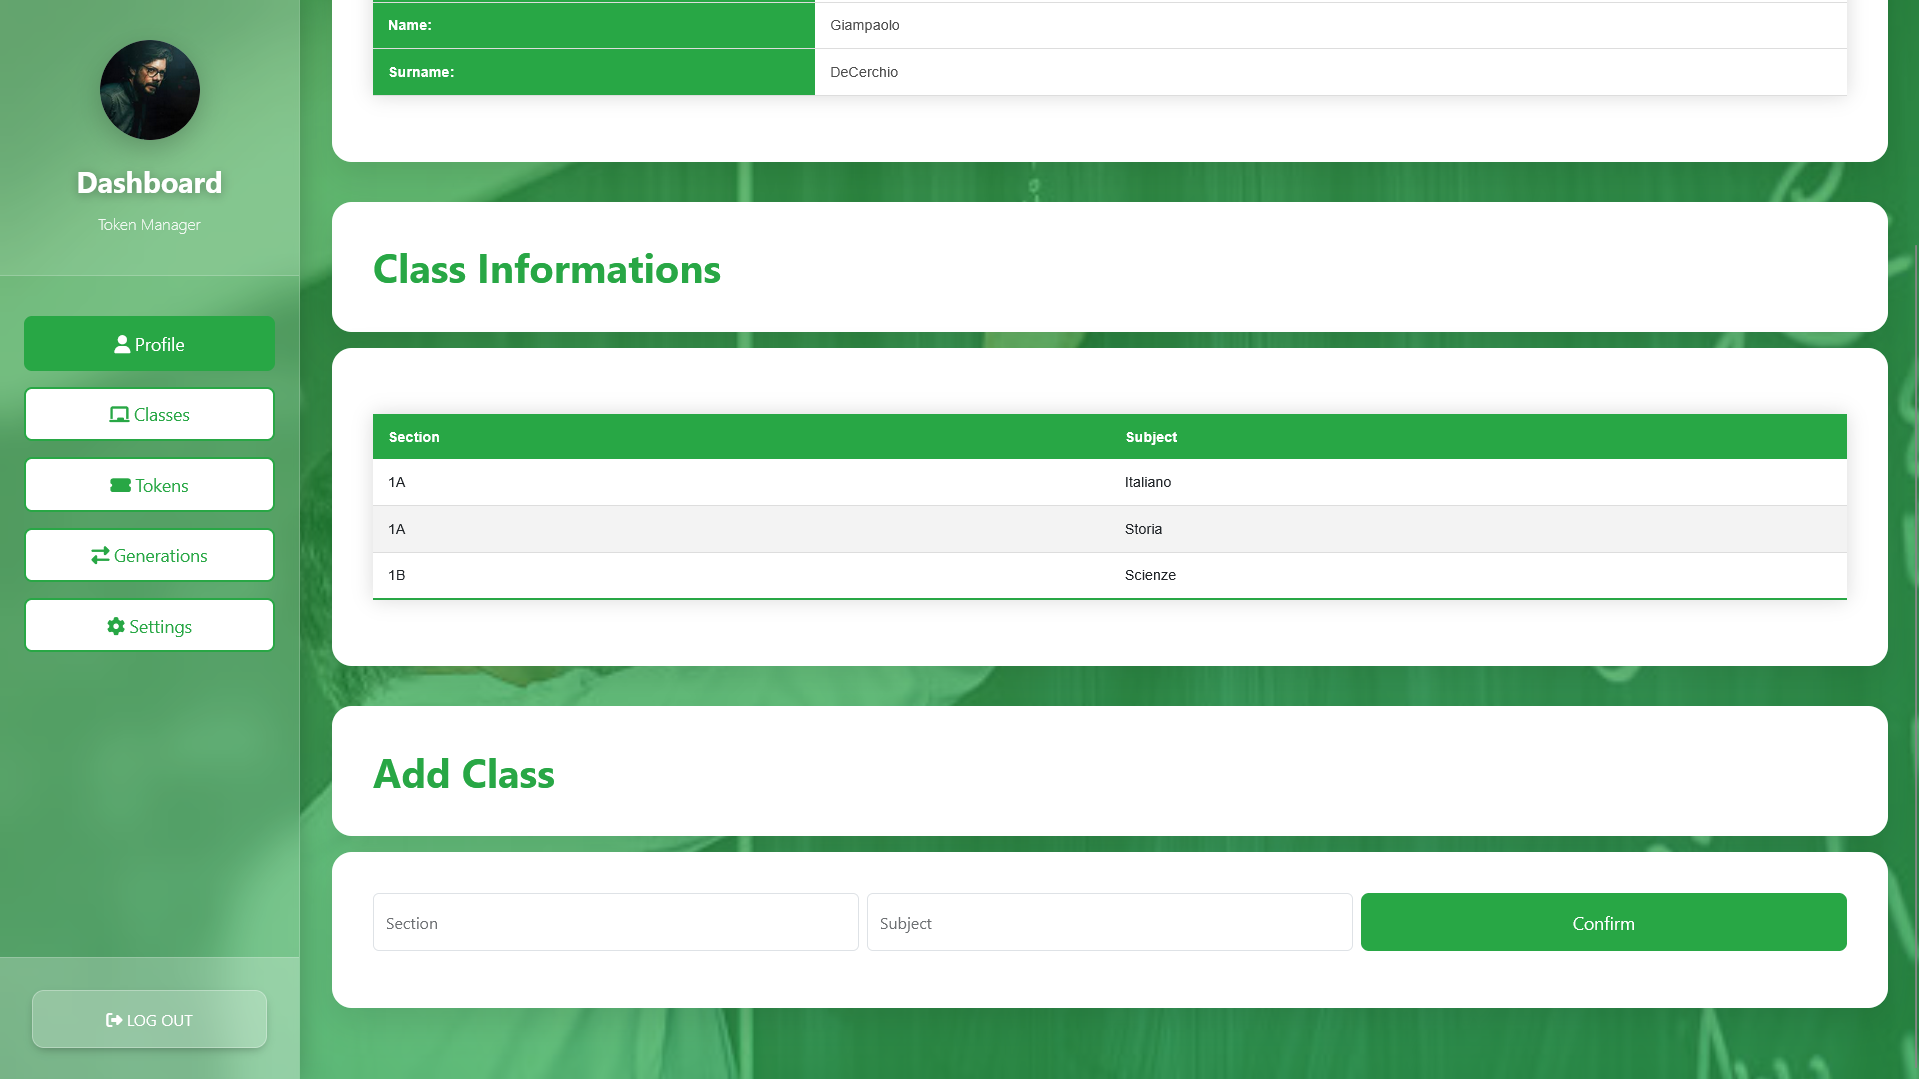 Dashboard
Token Manager
Profile
Classes
Tokens
Generations
Settings
LOG OUT
Name: Giampaolo
Surname: DeCerchio
Class Informations
Section Subject
1A Italiano
1A Storia
1B Scienze
Add Class
Section Subject Confirm